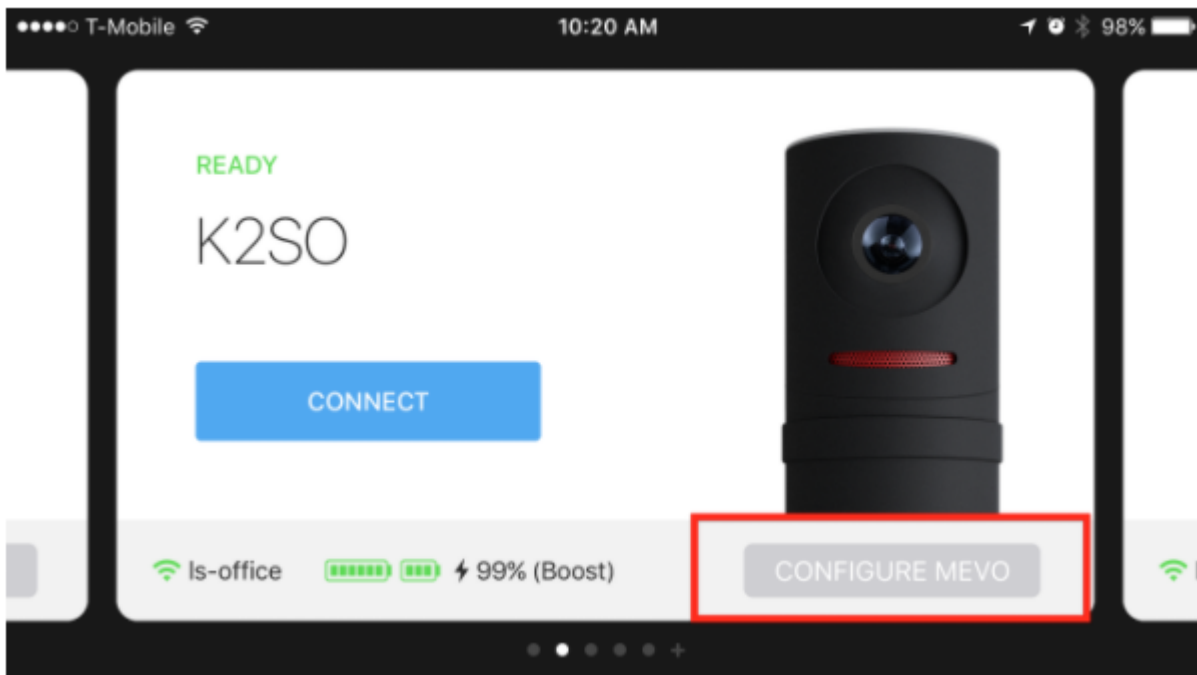 T-Mobile 10:20 AM 98%
READY
K2SO
CONNECT
ls-office 99% (Boost) CONFIGURE MEVO